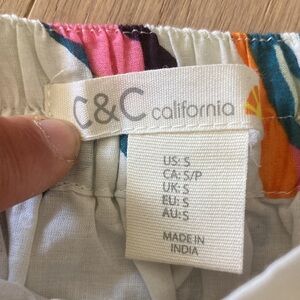 C&C california
US: S
CA: S/P
UK: S
EU: S
AU: S
MADE IN
INDIA